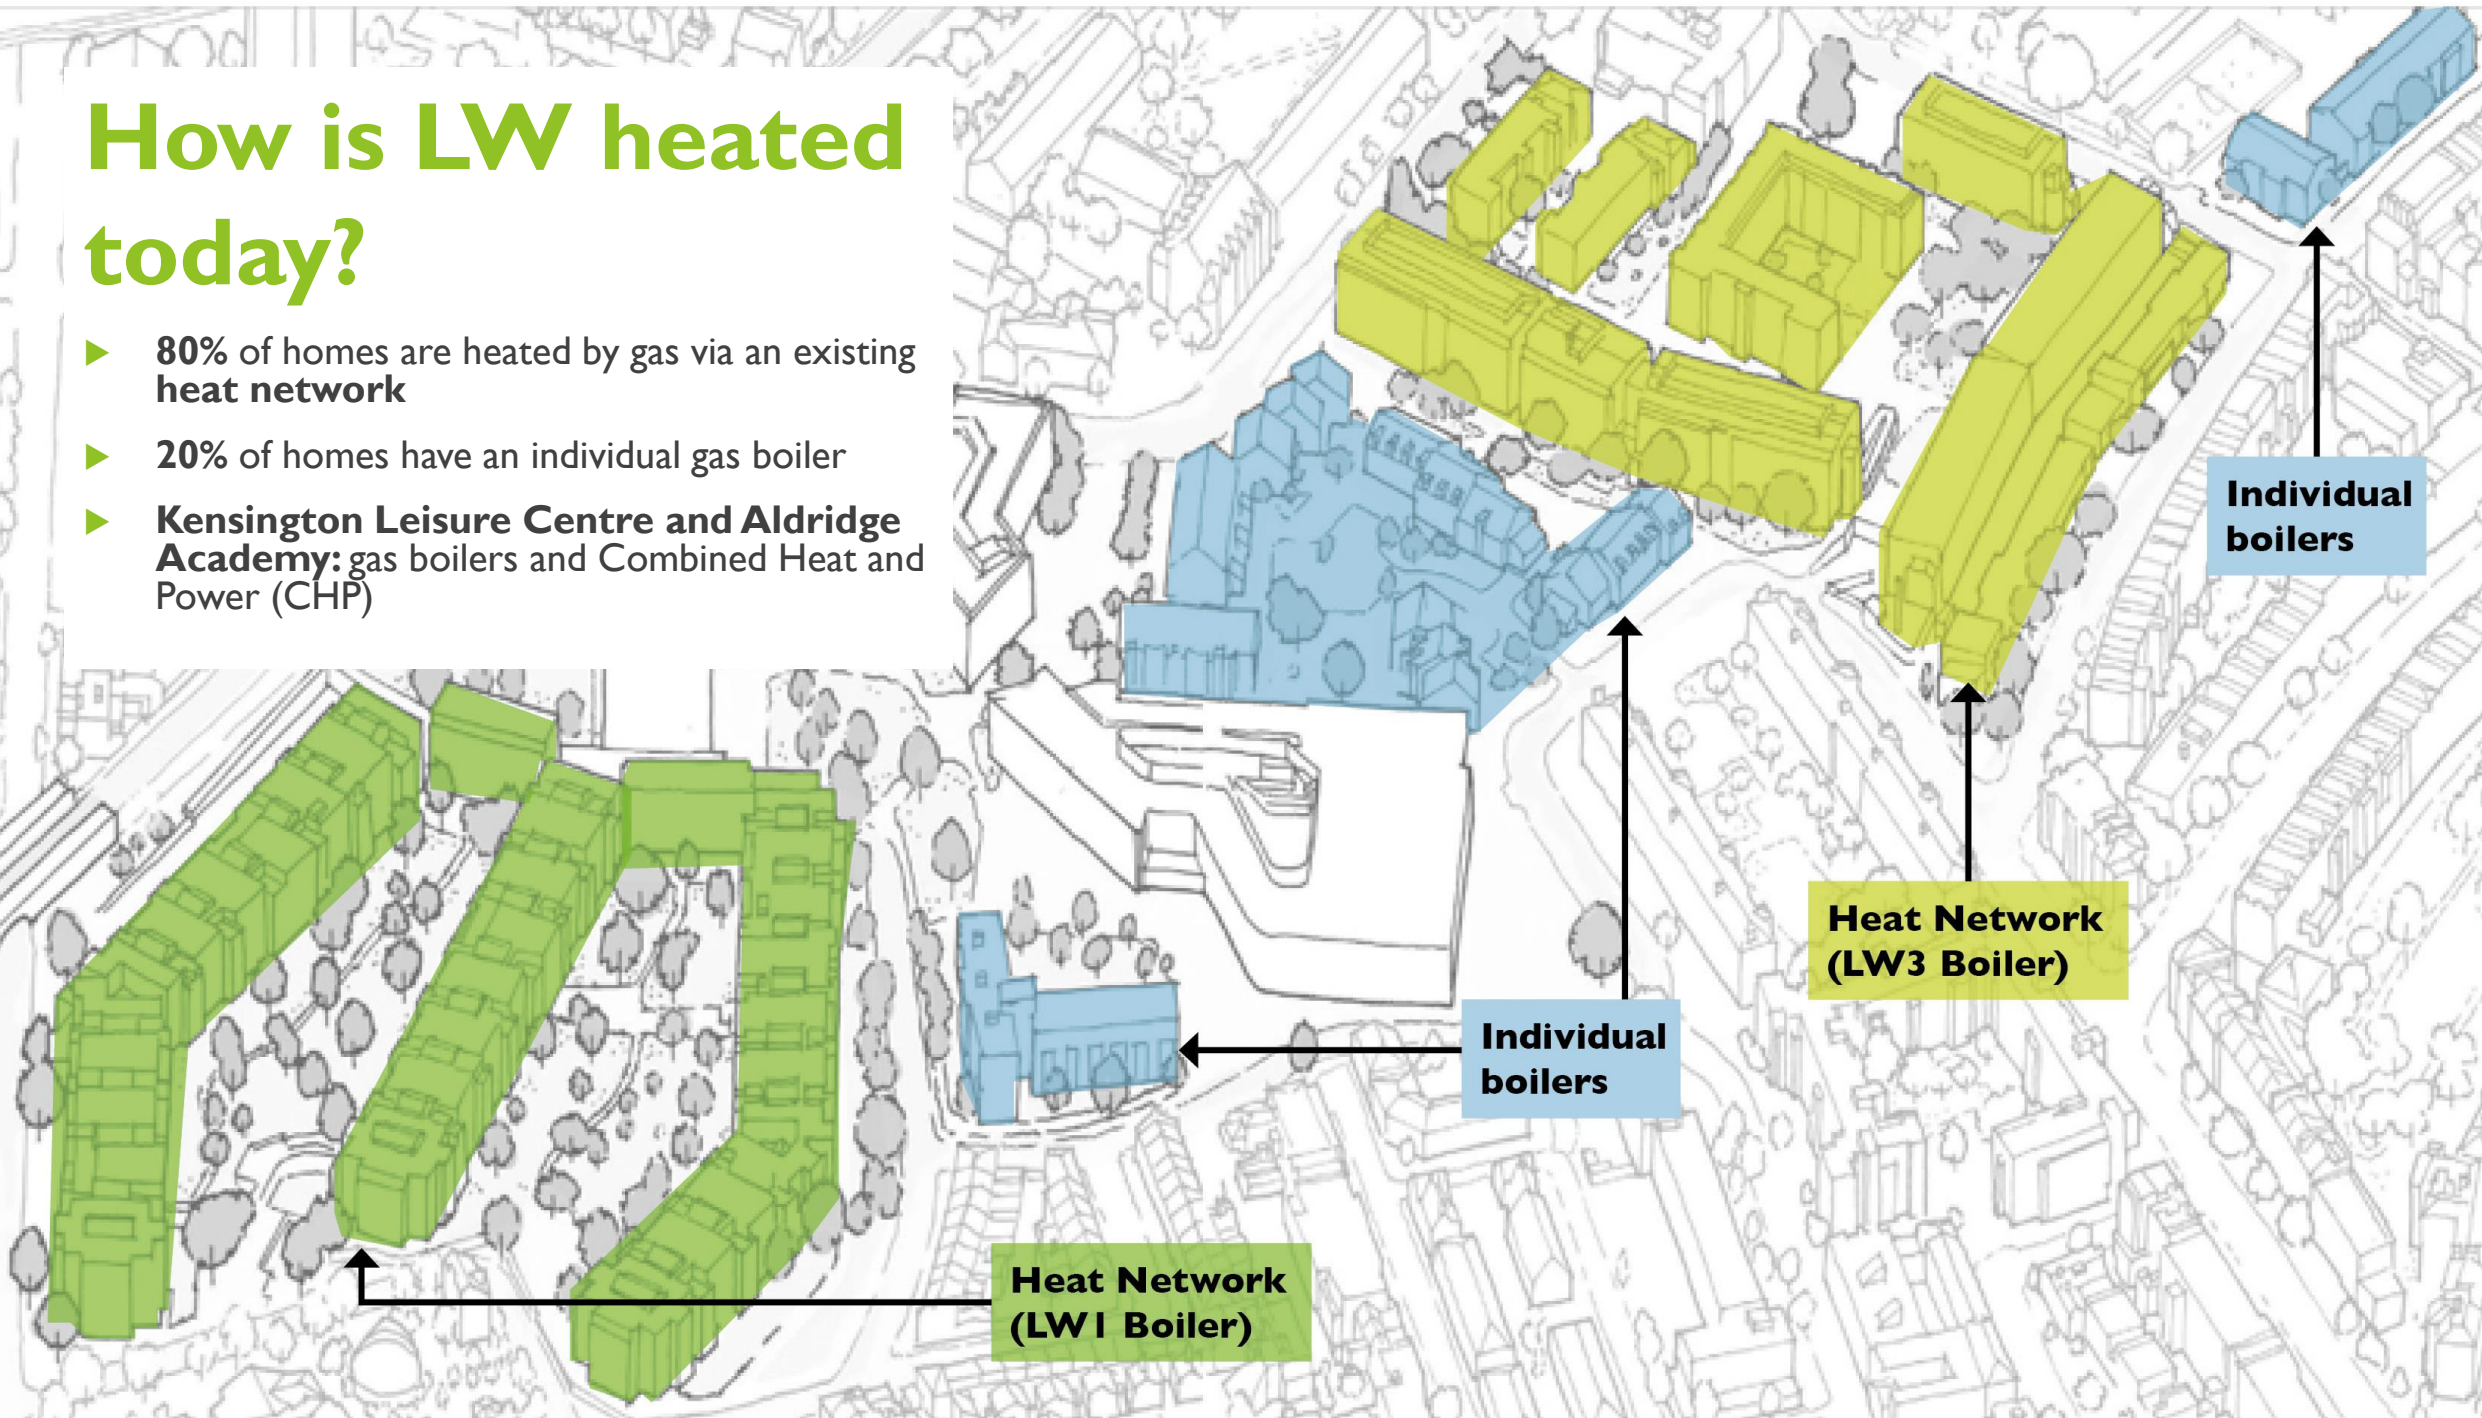 How is LW heated
today?
80% of homes are heated by gas via an existing
heat network
20% of homes have an individual gas boiler
Kensington Leisure Centre and Aldridge
Academy: gas boilers and Combined Heat and
Power (CHP)
Individual
boilers
Heat Network
(LW3 Boiler)
Individual
boilers
Heat Network
(LW1 Boiler)